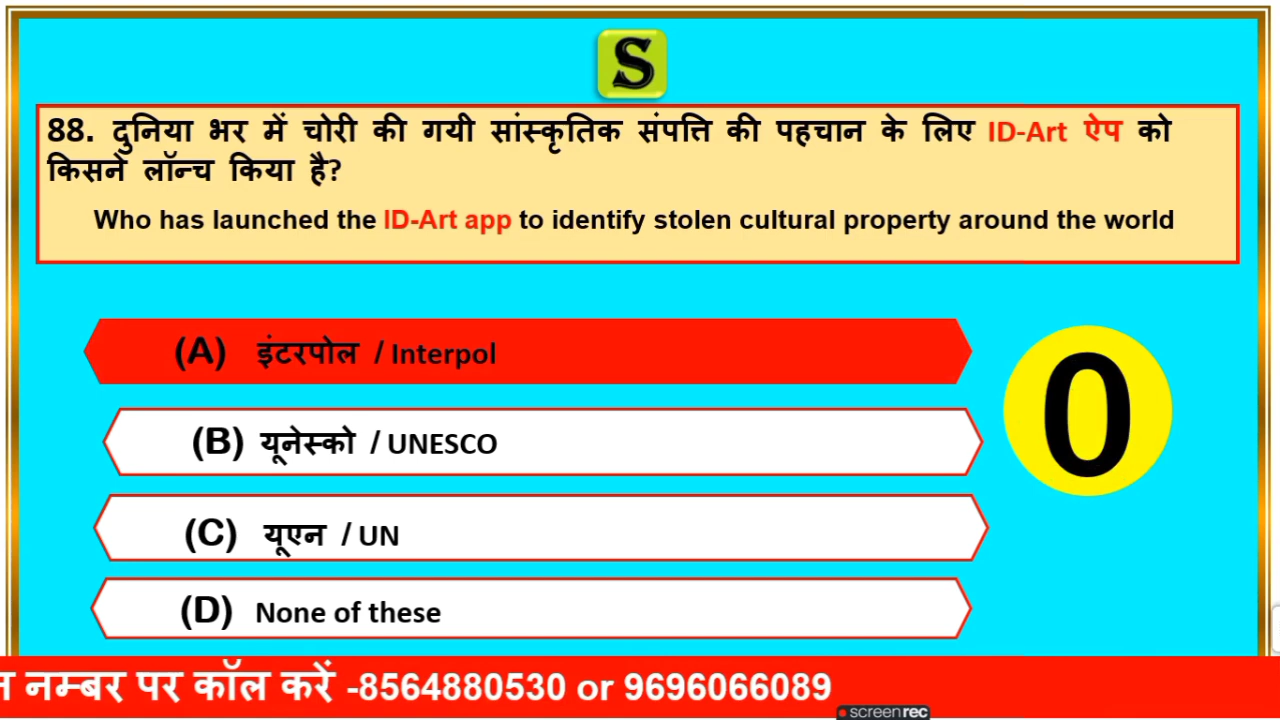 S
88. दुनिया भर में चोरी की गयी सांस्कृतिक संपत्ति की पहचान के लिए ID-Art ऐप को
किसने लॉन्च किया है?
Who has launched the ID-Art app to identify stolen cultural property around the world
(A) इंटरपोल / Interpol
0
(B) यूनेस्को / UNESCO
(C) यूएन / UN
(D) None of these
नम्बर पर कॉल करें -8564880530 or 9696066089
screenrec